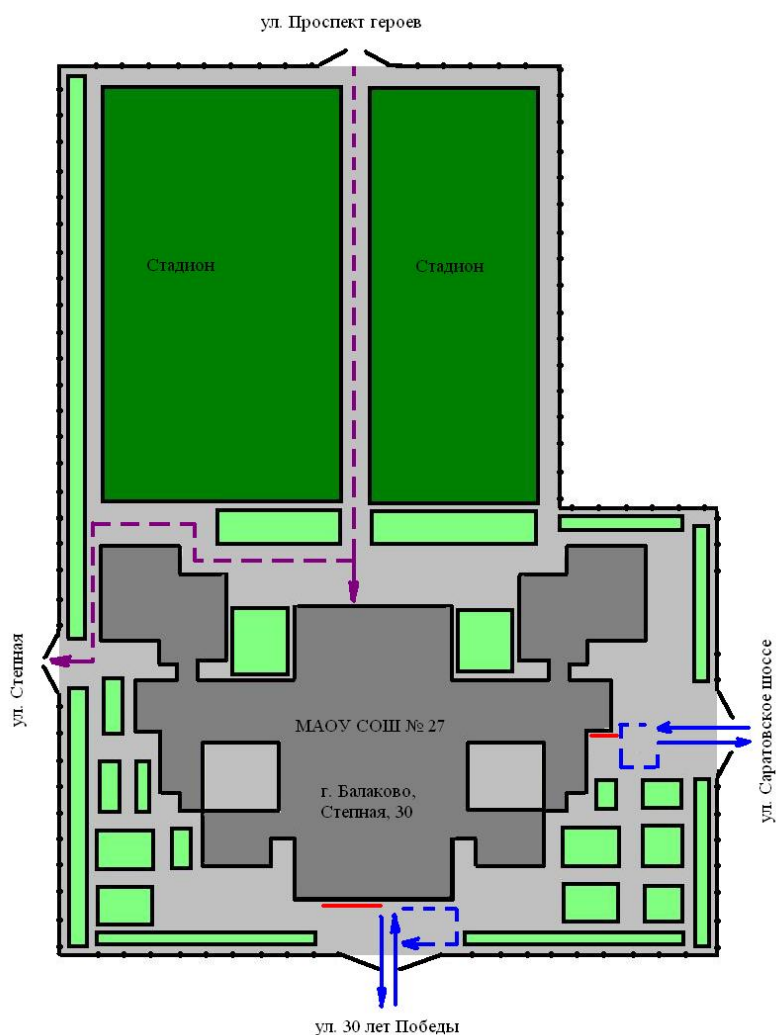 ул. Проспект героев
Стадион
Стадион
ул. Степная
МАОУ СОШ № 27
г. Балаково,
Степная, 30
ул. Саратовское шоссе
ул. 30 лет Победы